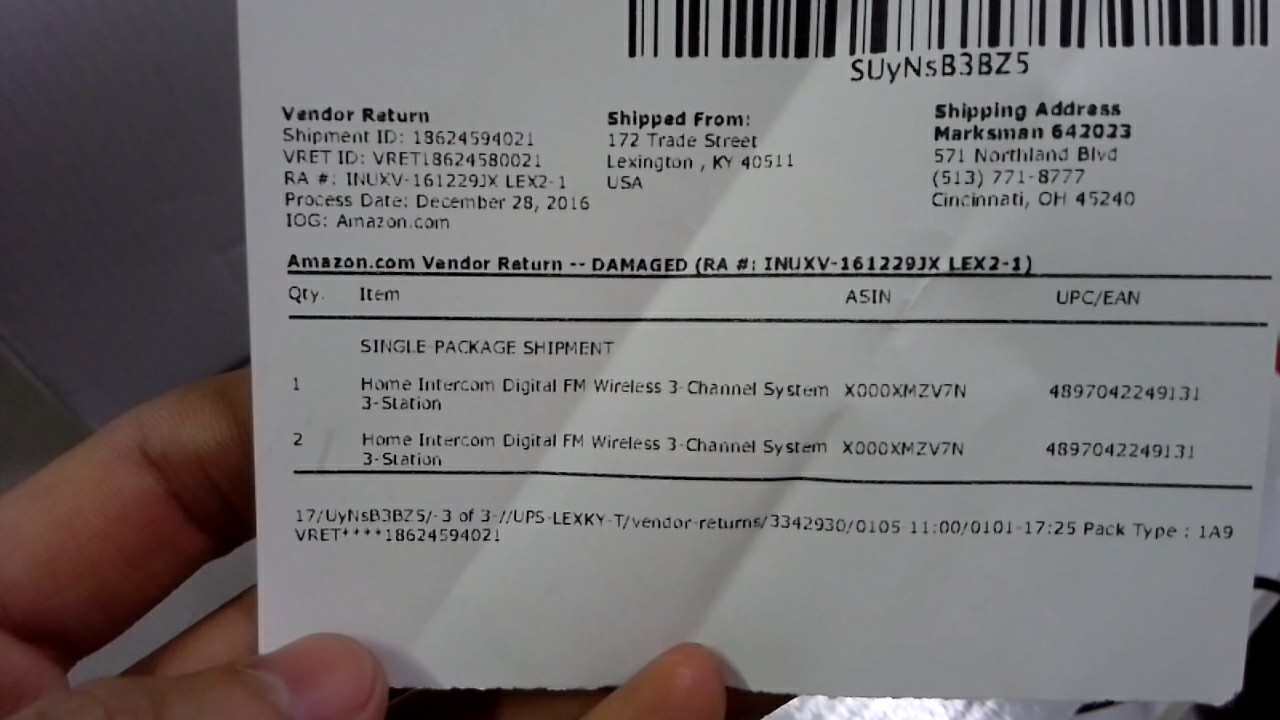 SUyNsB3BZ5
Vendor Return
Shipment ID: 18624594021
VRET ID: VRET18624580021
RA #: INUXV-161229JX LEX2-1
Process Date: December 28, 2016
IOG: Amazon.com
Shipped From:
172 Trade Street
Lexington , KY 40511
USA
Shipping Address
Marksman 642023
571 Northland Blvd
(513) 771-8777
Cincinnati, OH 45240
Amazon.com Vendor Return -- DAMAGED (RA #: INUXV-161229JX LEX2-1)
Qty. Item ASIN UPC/EAN
SINGLE-PACKAGE SHIPMENT
1 Home Intercom Digital FM Wireless 3-Channel System X000XMZV7N 4897042249131
3-Station
2 Home Intercom Digital FM Wireless 3-Channel System X000XMZV7N 4897042249131
3-Station
17/UyNsB3BZ5/-3 of 3-//UPS-LEXKY-T/vendor-returns/3342930/0105-11:00/0101-17:25 Pack Type : 1A9
VRET****18624594021